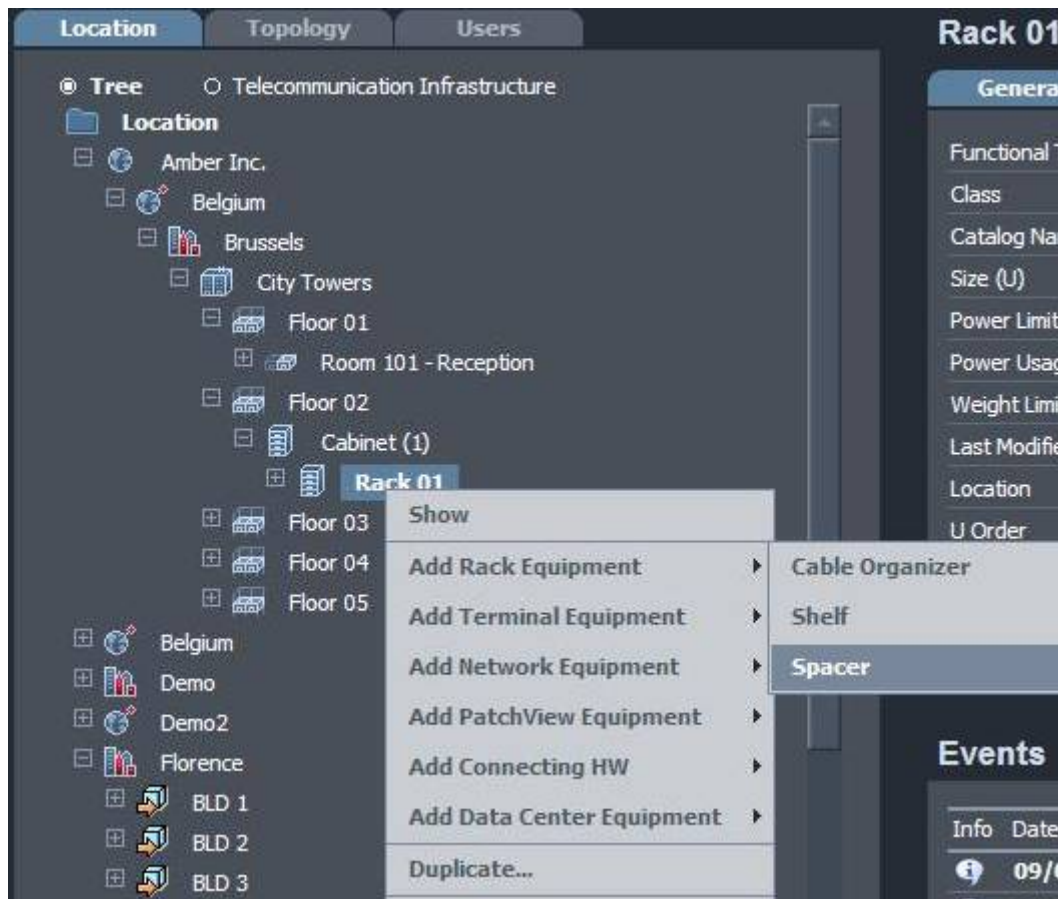 Location Topology Users
Rack 01
Tree Telecommunication Infrastructure
Location
Amber Inc.
Belgium
Brussels
City Towers
Floor 01
Room 101 - Reception
Floor 02
Cabinet (1)
Rack 01
Floor 03
Floor 04
Floor 05
Belgium
Demo
Demo2
Florence
BLD 1
BLD 2
BLD 3
Show
Add Rack Equipment
Add Terminal Equipment
Add Network Equipment
Add PatchView Equipment
Add Connecting HW
Add Data Center Equipment
Duplicate...
Cable Organizer
Shelf
Spacer
Genera
Functional
Class
Catalog Na
Size (U)
Power Limit
Power Usag
Weight Limi
Last Modifie
Location
U Order
Events
Info Date
09/